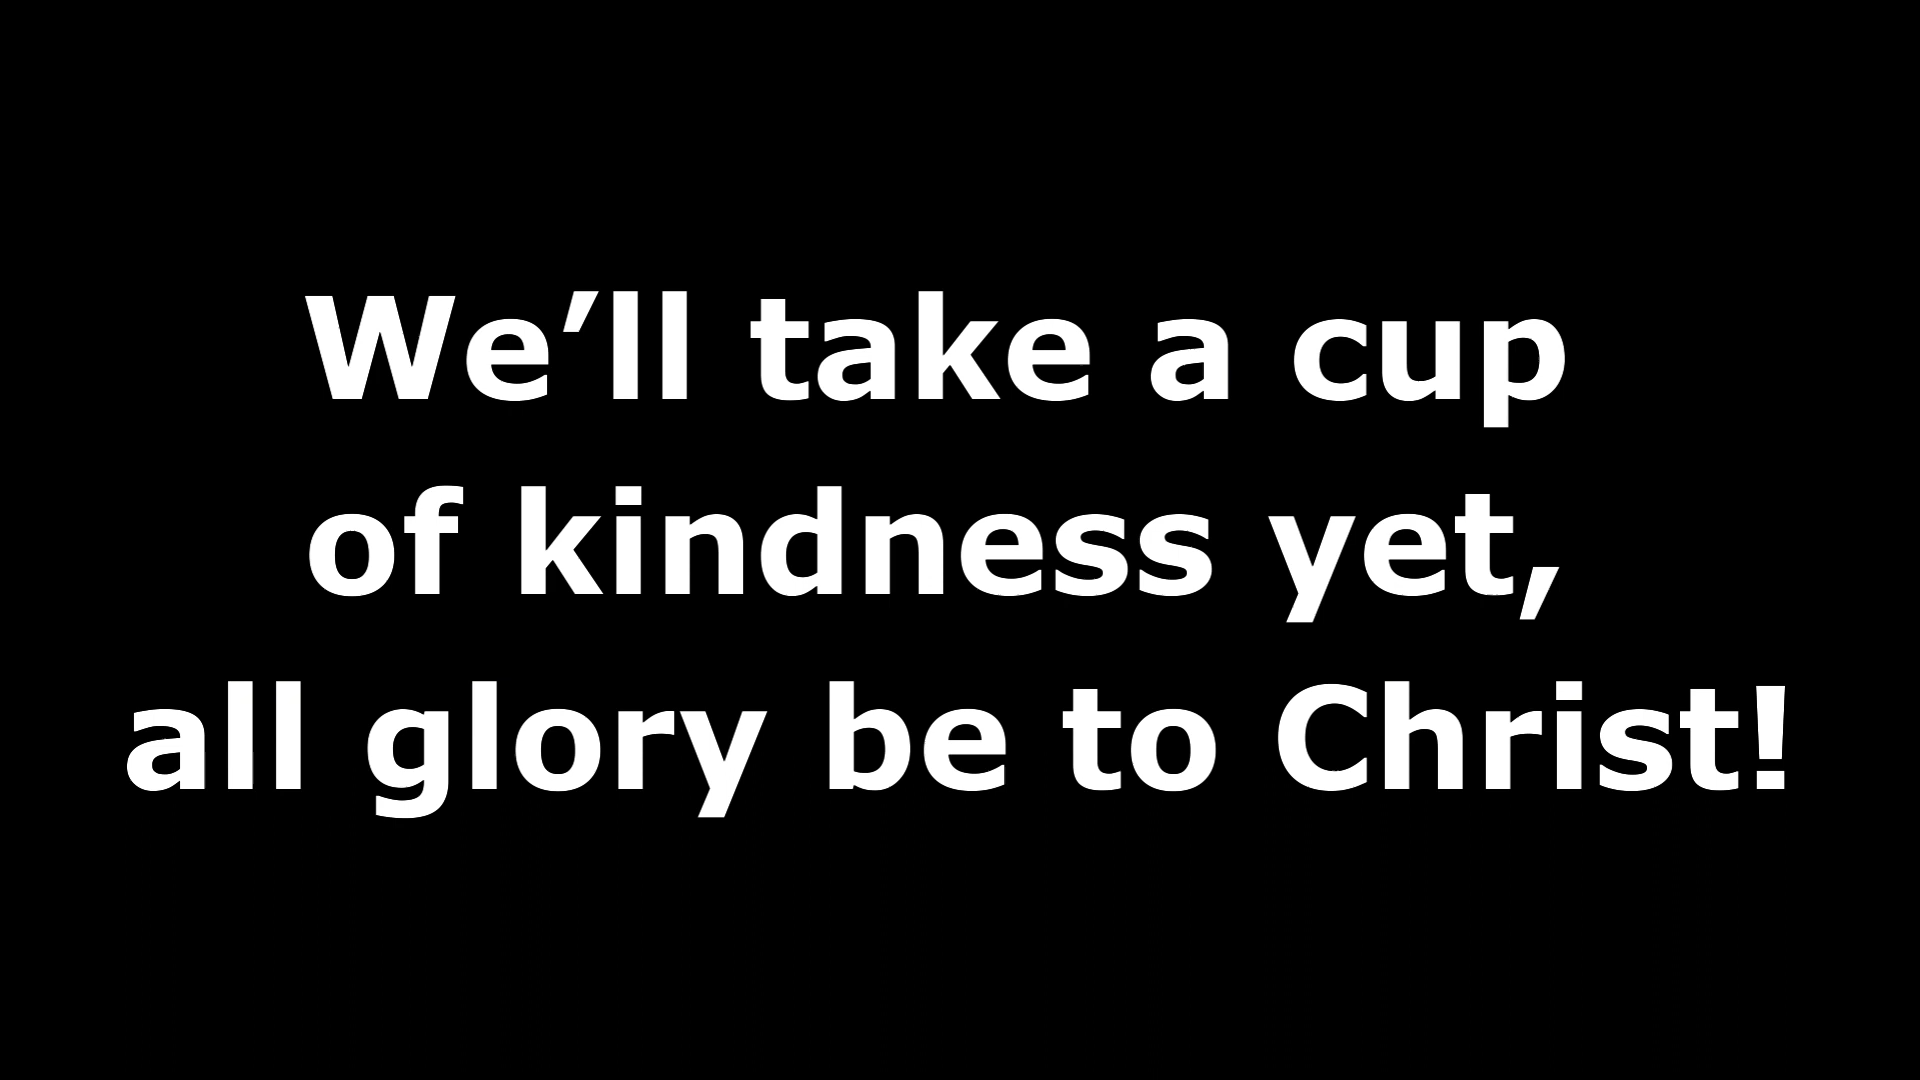 We’ll take a cup
of kindness yet,
all glory be to Christ!